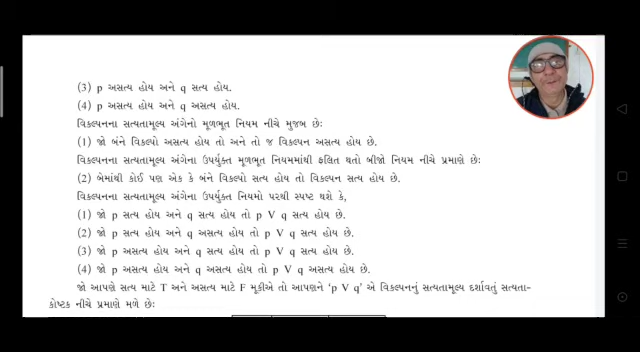 (3) p અસત્ય હોય અને q સત્ય હોય.
(4) p અસત્ય હોય અને q અસત્ય હોય.
વિકલ્પનના સત્યતામૂલ્ય અંગેનો મૂળભૂત નિયમ નીચે મુજબ છેઃ
(1) જો બંને વિકલ્પો અસત્ય હોય તો અને તો જ વિકલ્પન અસત્ય હોય છે.
વિકલ્પનના સત્યતામૂલ્ય અંગેના ઉપર્યુક્ત મૂળભૂત નિયમમાંથી ફલિત થતો બીજો નિયમ નીચે પ્રમાણે છેઃ
(2) બેમાંથી કોઈ પણ એક કે બંને વિકલ્પો સત્ય હોય તો વિકલ્પન સત્ય હોય છે.
વિકલ્પનના સત્યતામૂલ્ય અંગેના ઉપર્યુક્ત નિયમો પરથી સ્પષ્ટ થશે કે,
(1) જો p સત્ય હોય અને q સત્ય હોય તો p V q સત્ય હોય છે.
(2) જો p સત્ય હોય અને q અસત્ય હોય તો p V q સત્ય હોય છે.
(3) જો p અસત્ય હોય અને q સત્ય હોય તો p V q સત્ય હોય છે.
(4) જો p અસત્ય હોય અને q અસત્ય હોય તો p V q અસત્ય હોય છે.
જો આપણે સત્ય માટે T અને અસત્ય માટે F મૂકીએ તો આપણને ‘p V q’ એ વિકલ્પનનું સત્યતામૂલ્ય દર્શાવતું સત્યતા-
કોષ્ટક નીચે પ્રમાણે મળે છેઃ